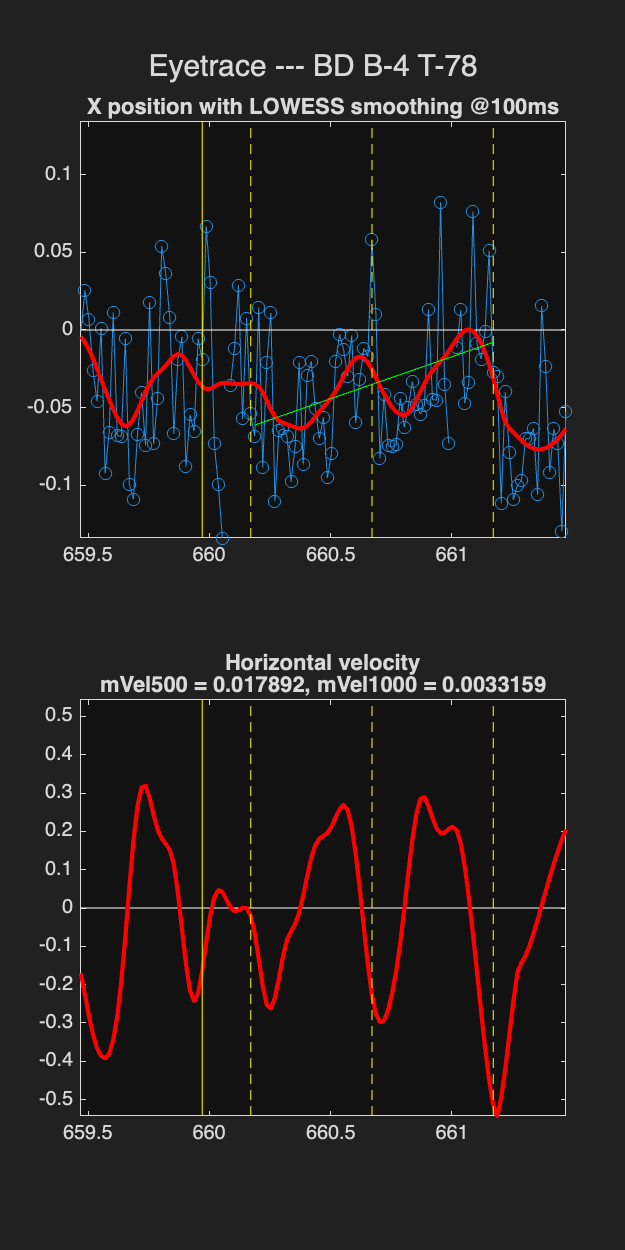 Eyetrace --- BD B-4 T-78
X position with LOWESS smoothing @100ms
0.1
0.05
0
-0.05
-0.1
659.5 660 660.5 661
Horizontal velocity
mVel500 = 0.017892, mVel1000 = 0.0033159
0.5
0.4
0.3
0.2
0.1
0
-0.1
-0.2
-0.3
-0.4
-0.5
659.5 660 660.5 661